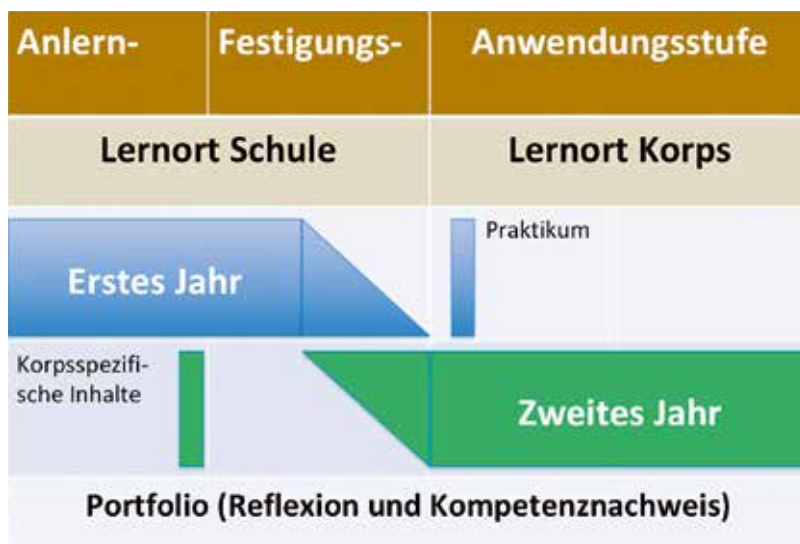 Anlern- Festigungs- Anwendungsstufe
Lernort Schule Lernort Korps
Praktikum
Erstes Jahr
Korpsspezifi-
sche Inhalte
Zweites Jahr
Portfolio (Reflexion und Kompetenznachweis)